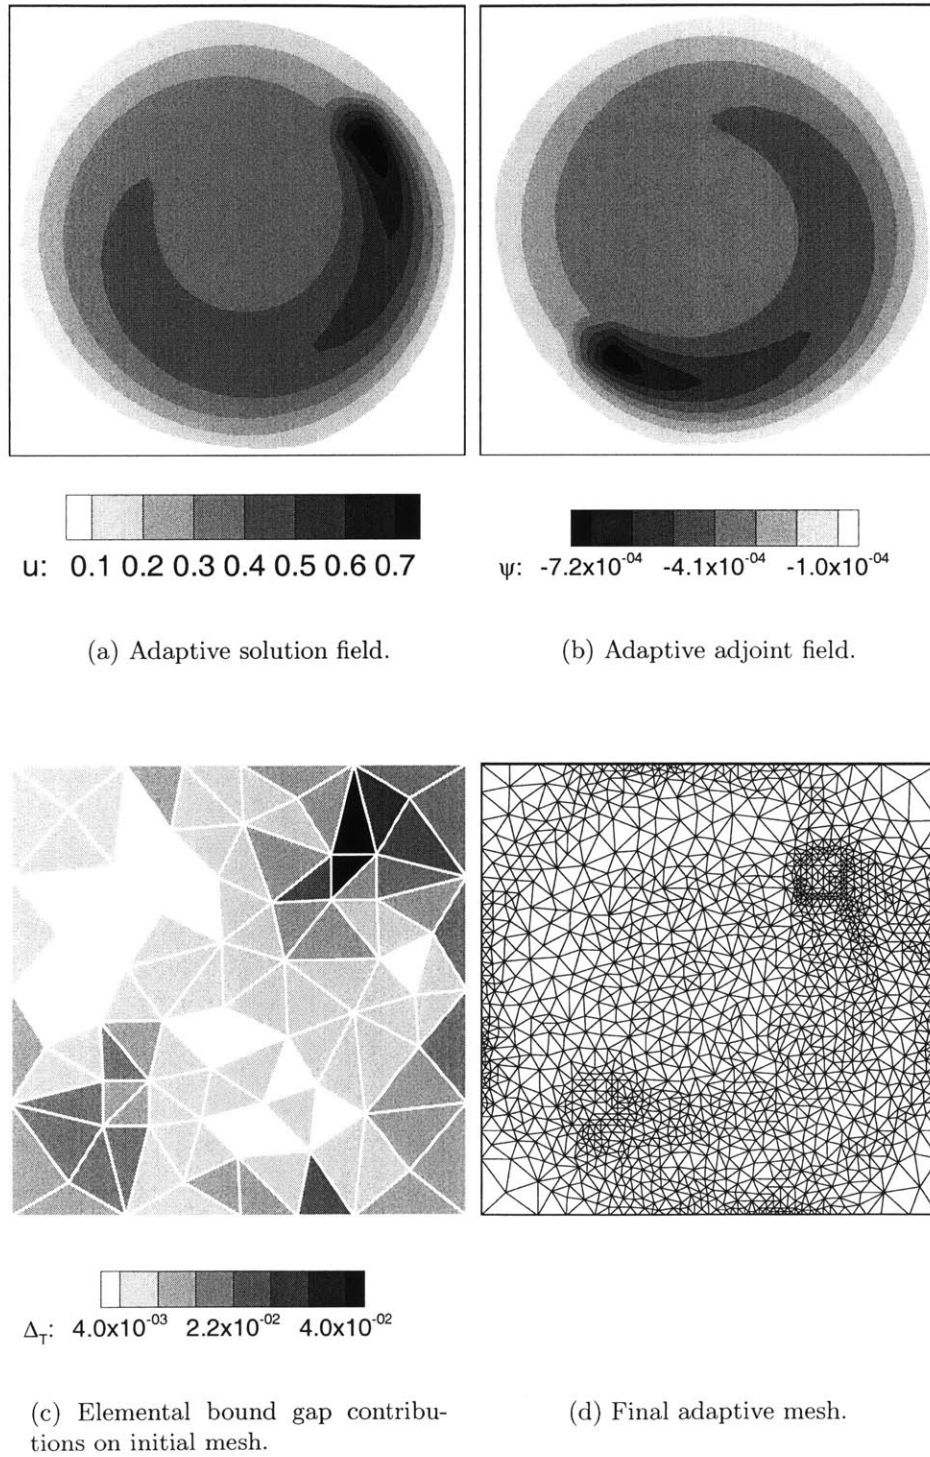 u: 0.1 0.2 0.3 0.4 0.5 0.6 0.7
ψ: -7.2x10⁻⁰⁴ -4.1x10⁻⁰⁴ -1.0x10⁻⁰⁴
(a) Adaptive solution field.
(b) Adaptive adjoint field.
Δ_T: 4.0x10⁻⁰³ 2.2x10⁻⁰² 4.0x10⁻⁰²
(c) Elemental bound gap contribu-
tions on initial mesh.
(d) Final adaptive mesh.